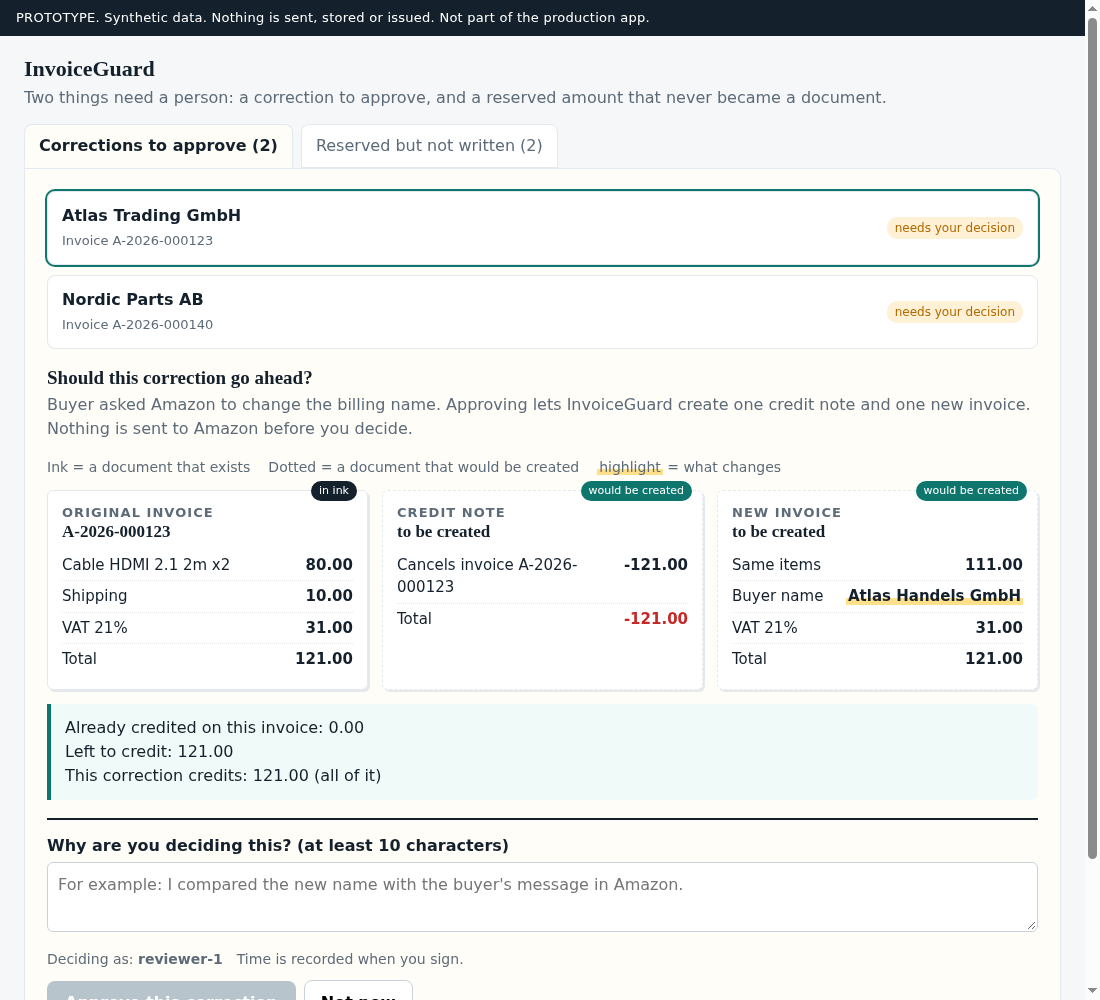 PROTOTYPE. Synthetic data. Nothing is sent, stored or issued. Not part of the production app.
InvoiceGuard
Two things need a person: a correction to approve, and a reserved amount that never became a document.
Corrections to approve (2)
Reserved but not written (2)
Atlas Trading GmbH
Invoice A-2026-000123
needs your decision
Nordic Parts AB
Invoice A-2026-000140
needs your decision
Should this correction go ahead?
Buyer asked Amazon to change the billing name. Approving lets InvoiceGuard create one credit note and one new invoice.
Nothing is sent to Amazon before you decide.
Ink = a document that exists Dotted = a document that would be created highlight = what changes
in ink
ORIGINAL INVOICE
A-2026-000123
Cable HDMI 2.1 2m x2 80.00
Shipping 10.00
VAT 21% 31.00
Total 121.00
would be created
CREDIT NOTE
to be created
Cancels invoice A-2026- -121.00
000123
Total -121.00
would be created
NEW INVOICE
to be created
Same items 111.00
Buyer name Atlas Handels GmbH
VAT 21% 31.00
Total 121.00
Already credited on this invoice: 0.00
Left to credit: 121.00
This correction credits: 121.00 (all of it)
Why are you deciding this? (at least 10 characters)
For example: I compared the new name with the buyer's message in Amazon.
Deciding as: reviewer-1 Time is recorded when you sign.
Approve this correction
Not now